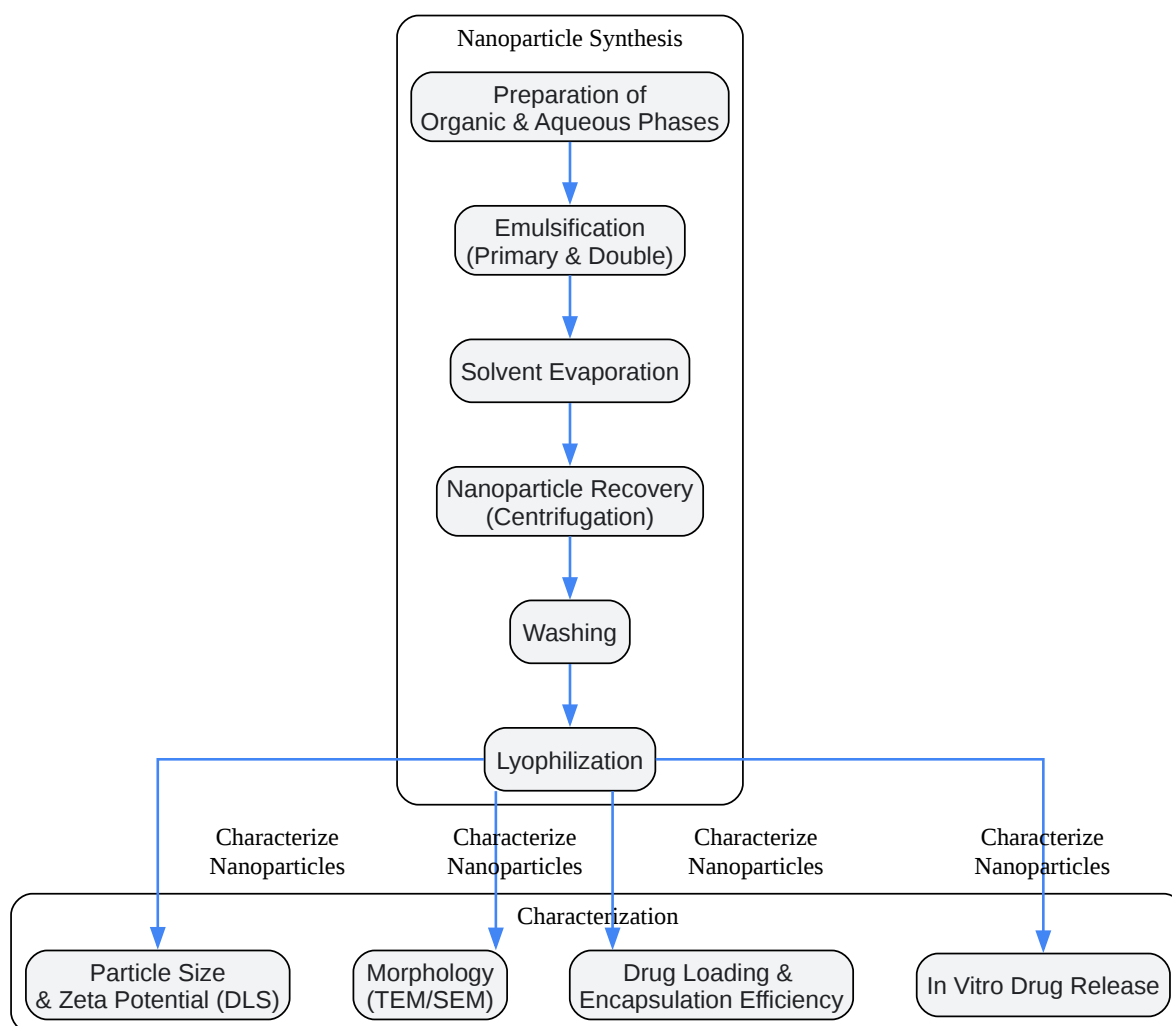 Nanoparticle Synthesis
Preparation of
Organic & Aqueous Phases
Emulsification
(Primary & Double)
Solvent Evaporation
Nanoparticle Recovery
(Centrifugation)
Washing
Lyophilization
Characterize
Nanoparticles
Characterize
Nanoparticles
Characterize
Nanoparticles
Characterize
Nanoparticles
Characterization
Particle Size
& Zeta Potential (DLS)
Morphology
(TEM/SEM)
Drug Loading &
Encapsulation Efficiency
In Vitro Drug Release